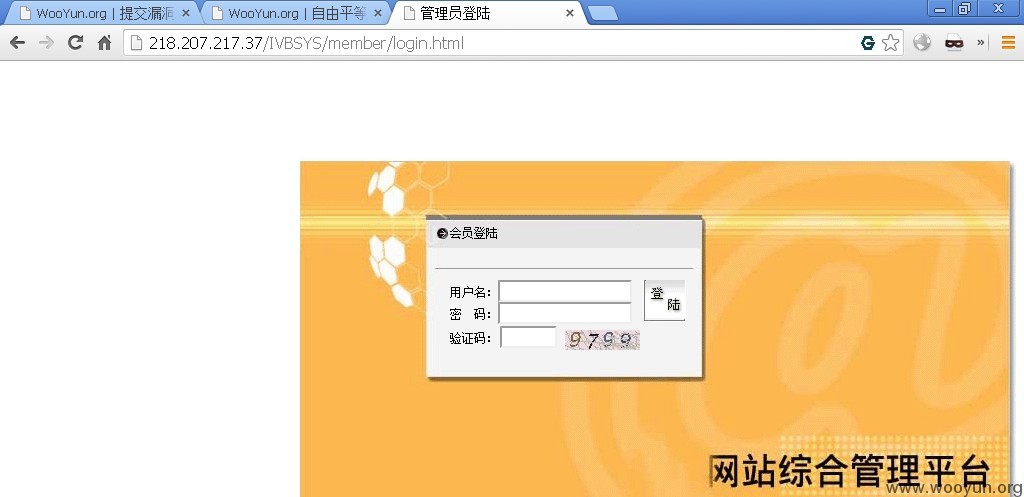 WooYun.org | 提交漏洞
WooYun.org | 自由平等
管理员登陆
218.207.217.37/IVBSYS/member/login.html
会员登陆
用户名:
登陆
密 码:
验证码:
9799
网站综合管理平台
www.wooyun.org